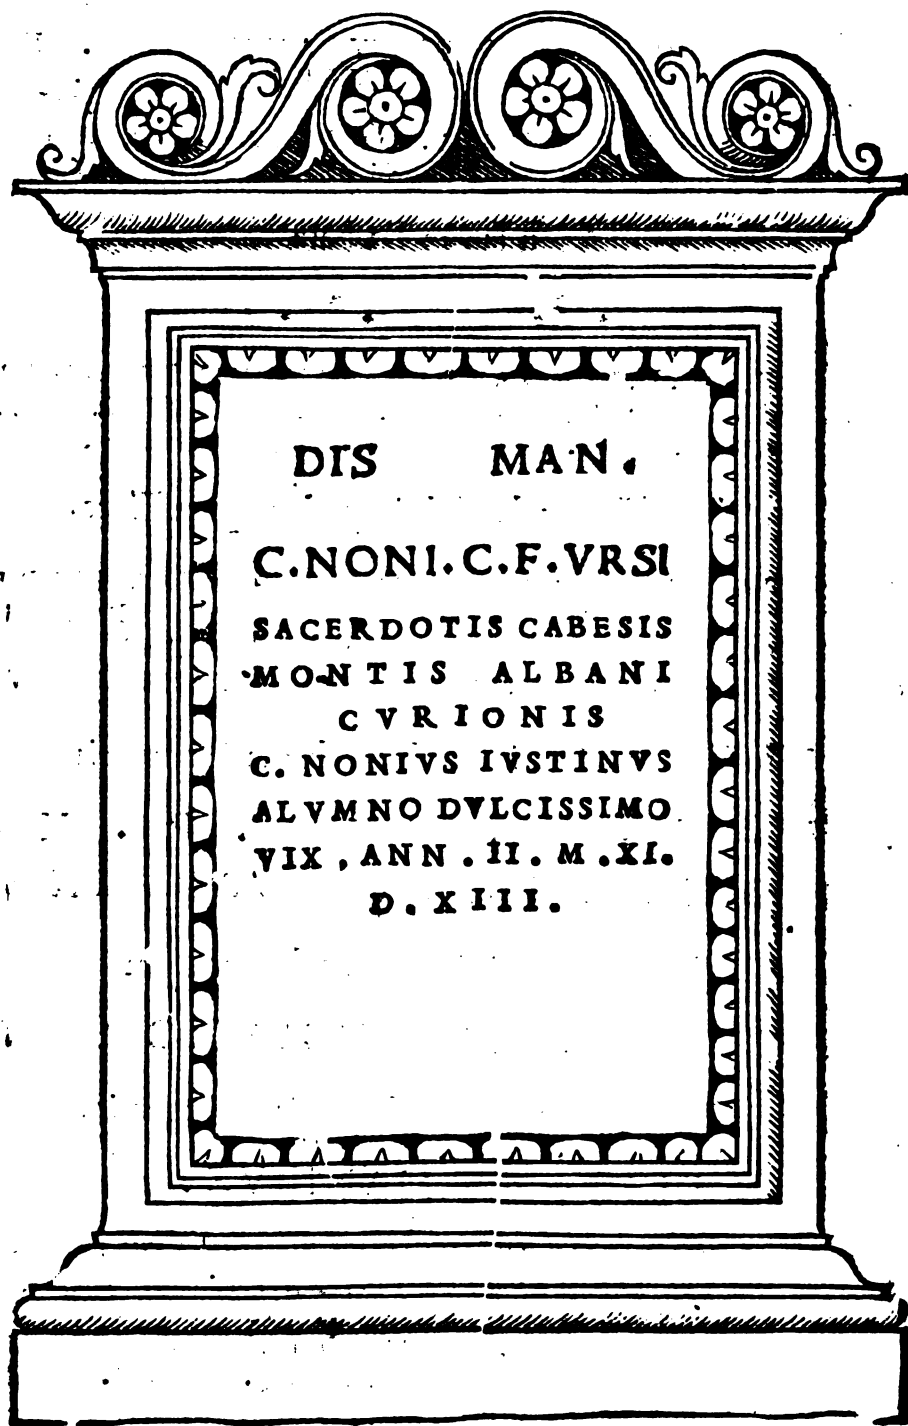 DIS MAN.
C.NONI.C.F.VRSI
SACERDOTIS CABESIS
MONTIS ALBANI
CVRIONIS
C. NONIVS IVSTINVS
ALVMNO DVLCISSIMO
VIX, ANN. II. M. XI.
D. XIII.